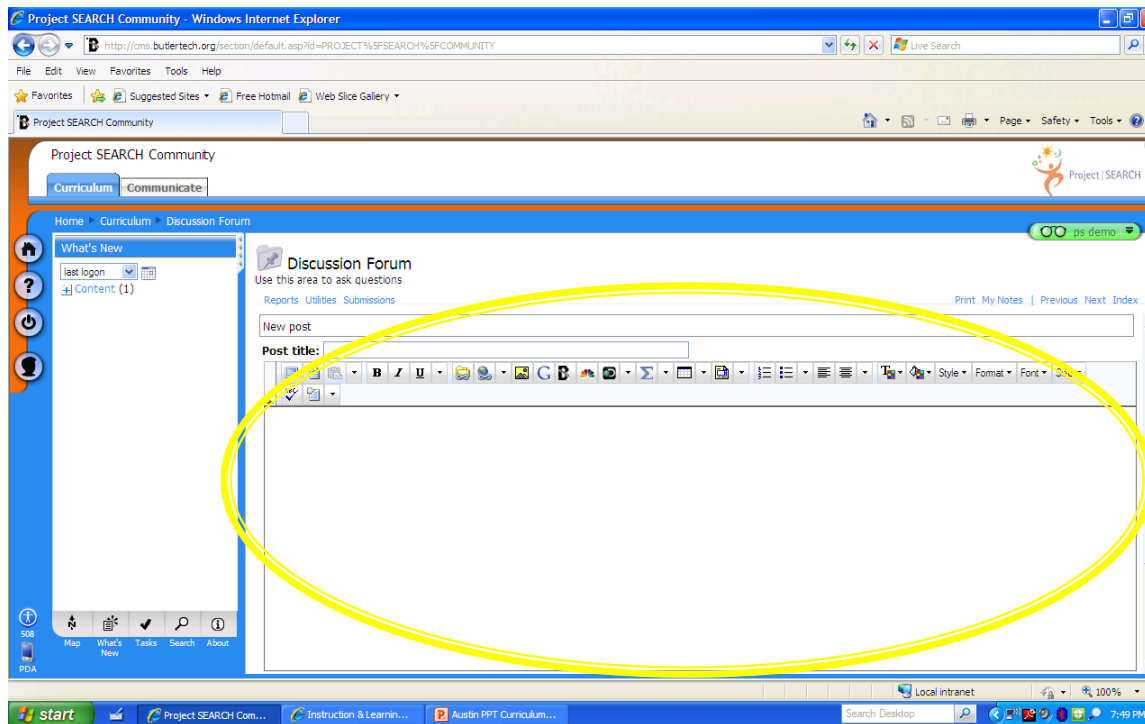 Project SEARCH Community - Windows Internet Explorer
http://cms.butlertech.org/section/default.asp?id=PROJECT%5FSEARCH%5FCOMMUNITY
Live Search
File Edit View Favorites Tools Help
Favorites Suggested Sites Free Hotmail Web Slice Gallery
Project SEARCH Community
Page Safety Tools
Project SEARCH Community
Project | SEARCH
Curriculum Communicate
Home Curriculum Discussion Forum
ps demo
What's New
last logon
Content (1)
Discussion Forum
Use this area to ask questions
Reports Utilities Submissions
Print My Notes | Previous Next Index
New post
Post title:
B I U G B Σ Style Format Font Size
ABC
508
PDA
Map What's New Tasks Search About
Local intranet 100%
start Project SEARCH Com... Instruction & Learnin... Austin PPT Curriculum... Search Desktop 7:49 PM